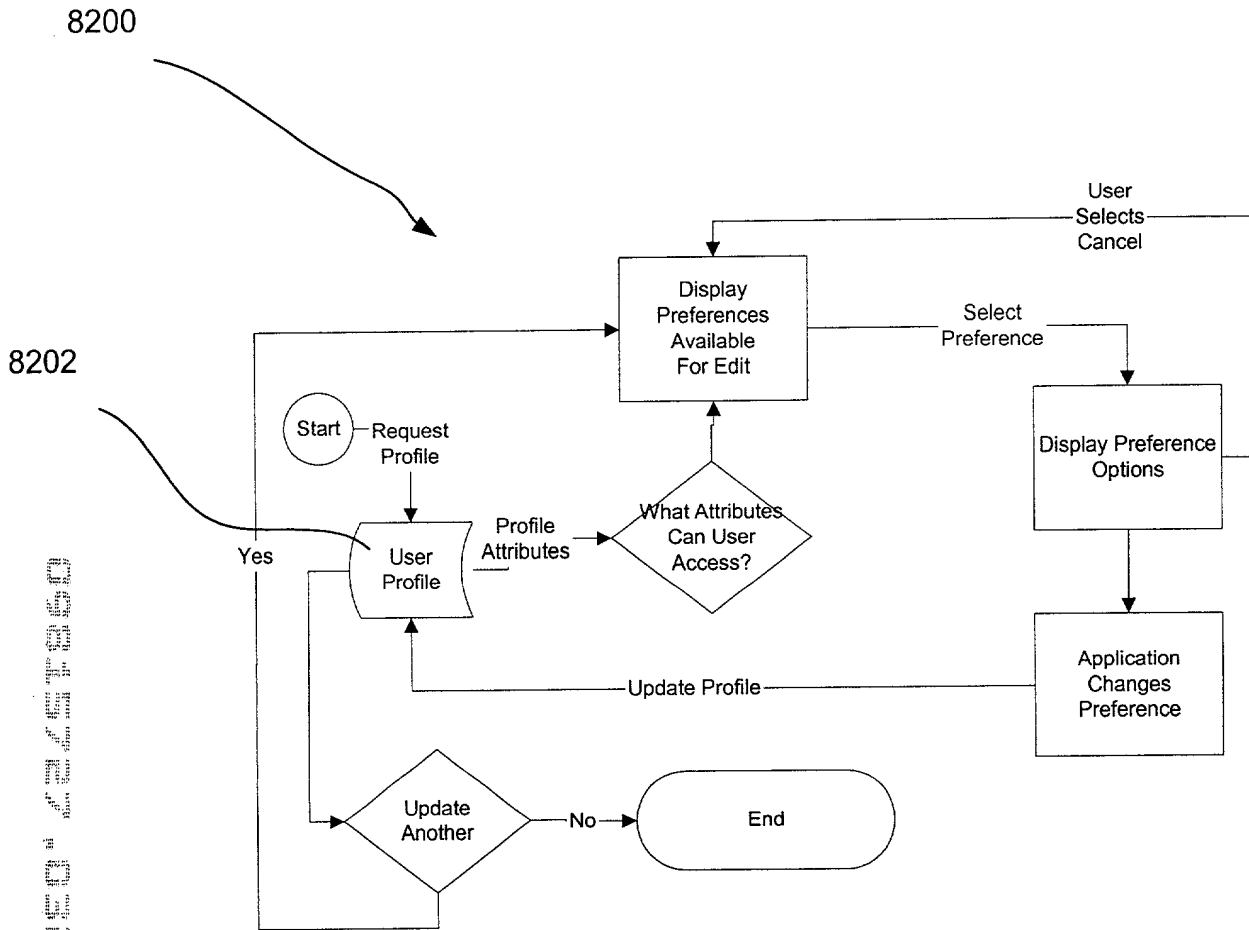 8200
User
Selects
Cancel
Display
Preferences
Available
For Edit
Select
Preference
8202
Start
Request
Profile
Display Preference
Options
What Attributes
Can User
Access?
Profile
Attributes
User
Profile
Yes
Application
Changes
Preference
Update Profile
Update
Another
No
End